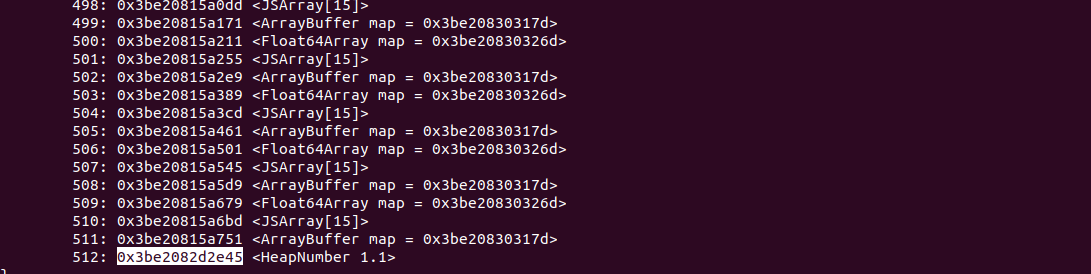 498: 0x3be20815a0dd <JSArray[15]>
499: 0x3be20815a171 <ArrayBuffer map = 0x3be20830317d>
500: 0x3be20815a211 <Float64Array map = 0x3be20830326d>
501: 0x3be20815a255 <JSArray[15]>
502: 0x3be20815a2e9 <ArrayBuffer map = 0x3be20830317d>
503: 0x3be20815a389 <Float64Array map = 0x3be20830326d>
504: 0x3be20815a3cd <JSArray[15]>
505: 0x3be20815a461 <ArrayBuffer map = 0x3be20830317d>
506: 0x3be20815a501 <Float64Array map = 0x3be20830326d>
507: 0x3be20815a545 <JSArray[15]>
508: 0x3be20815a5d9 <ArrayBuffer map = 0x3be20830317d>
509: 0x3be20815a679 <Float64Array map = 0x3be20830326d>
510: 0x3be20815a6bd <JSArray[15]>
511: 0x3be20815a751 <ArrayBuffer map = 0x3be20830317d>
512: 0x3be2082d2e45 <HeapNumber 1.1>